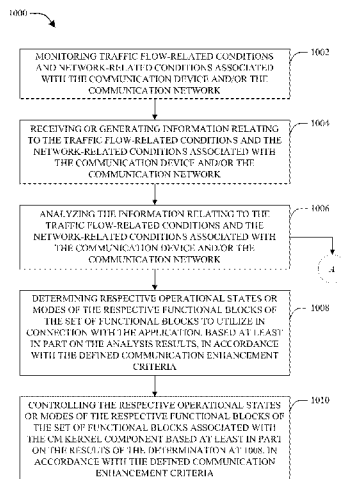 1000
MONITORING TRAFFIC FLOW-RELATED CONDITIONS
AND NETWORK-RELATED CONDITIONS ASSOCIATED
WITH THE COMMUNICATION DEVICE AND/OR THE
COMMUNICATION NETWORK
1002
RECEIVING OR GENERATING INFORMATION RELATING
TO THE TRAFFIC FLOW-RELATED CONDITIONS AND THE
NETWORK-RELATED CONDITIONS ASSOCIATED WITH
THE COMMUNICATION DEVICE AND/OR THE
COMMUNICATION NETWORK
1004
ANALYZING THE INFORMATION RELATING TO THE
TRAFFIC FLOW-RELATED CONDITIONS AND THE
NETWORK-RELATED CONDITIONS ASSOCIATED WITH
THE COMMUNICATION DEVICE AND/OR THE
COMMUNICATION NETWORK
1006
A
DETERMINING RESPECTIVE OPERATIONAL STATES OR
MODES OF THE RESPECTIVE FUNCTIONAL BLOCKS OF
THE SET OF FUNCTIONAL BLOCKS TO UTILIZE IN
CONNECTION WITH THE APPLICATION, BASED AT LEAST
IN PART ON THE ANALYSIS RESULTS, IN ACCORDANCE
WITH THE DEFINED COMMUNICATION ENHANCEMENT
CRITERIA
1008
CONTROLLING THE RESPECTIVE OPERATIONAL STATES
OR MODES OF THE RESPECTIVE FUNCTIONAL BLOCKS OF
THE SET OF FUNCTIONAL BLOCKS ASSOCIATED WITH
THE CM KERNEL COMPONENT BASED AT LEAST IN PART
ON THE RESULTS OF THE DETERMINATION AT 1008, IN
ACCORDANCE WITH THE DEFINED COMMUNICATION
ENHANCEMENT CRITERIA
1010